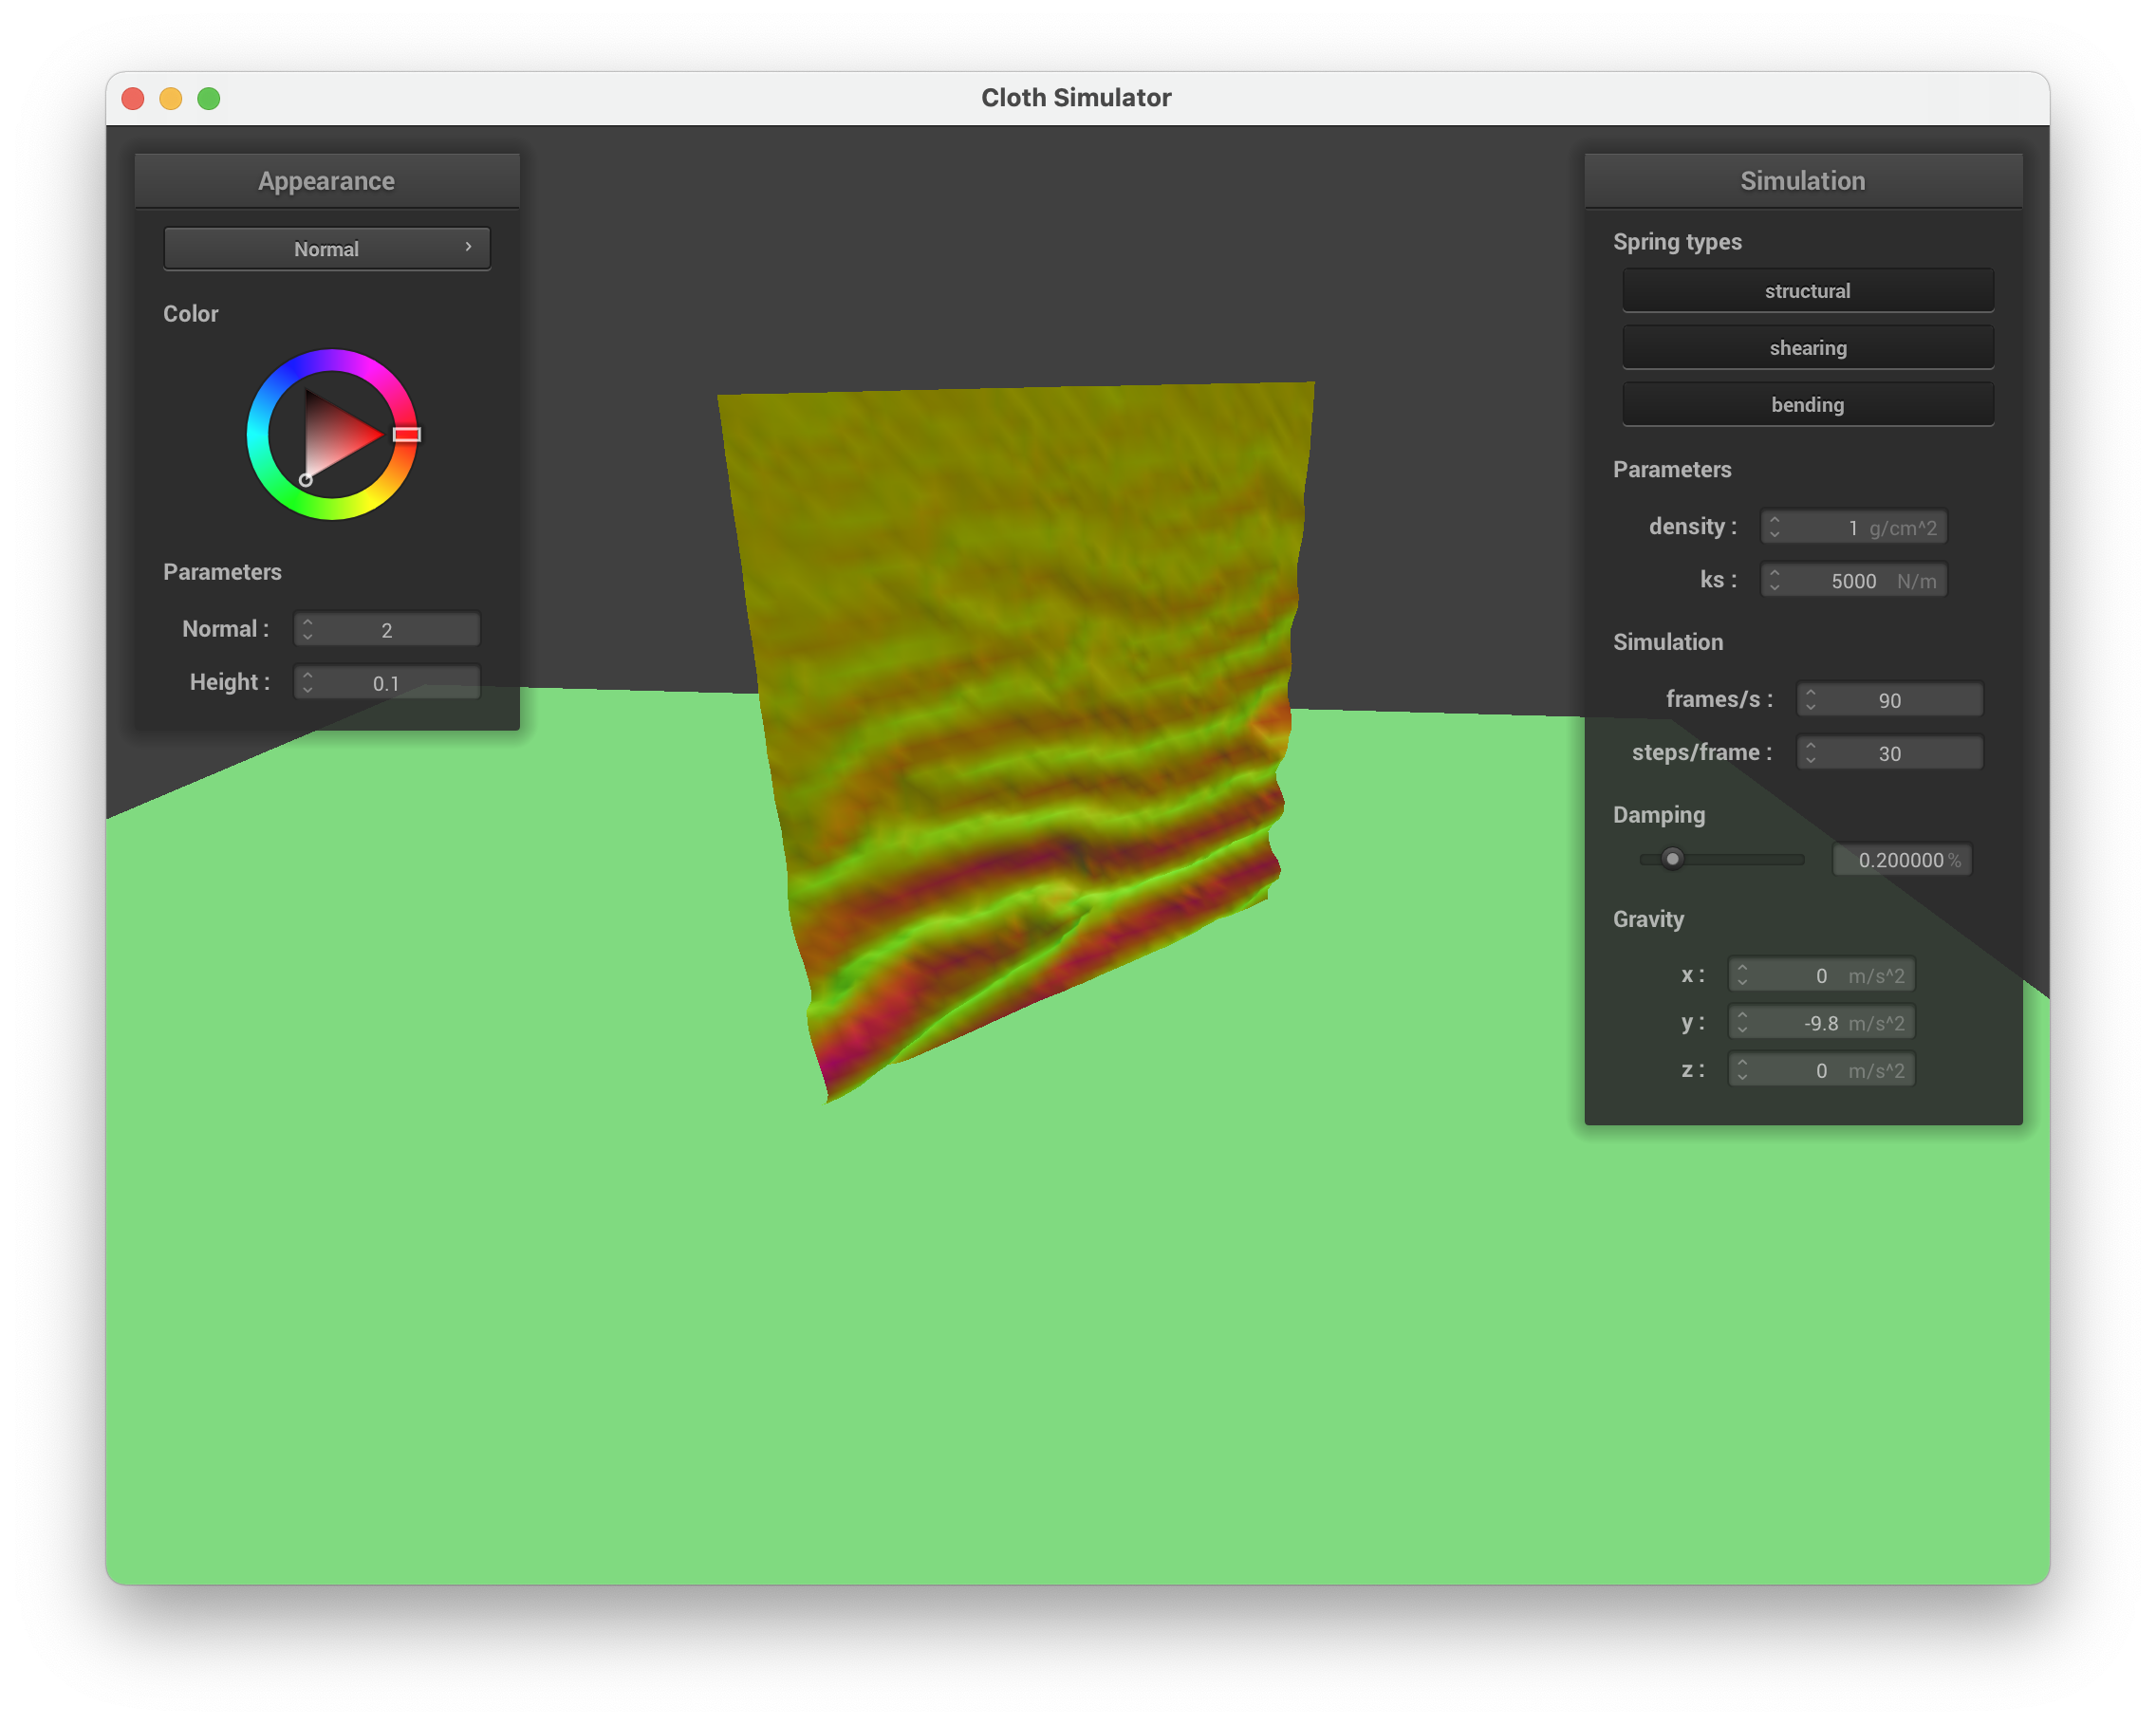 Cloth Simulator
Appearance
Normal
Color
Parameters
Normal : 2
Height : 0.1
Simulation
Spring types
structural
shearing
bending
Parameters
density : 1 g/cm^2
ks : 5000 N/m
Simulation
frames/s : 90
steps/frame : 30
Damping
0.200000 %
Gravity
x : 0 m/s^2
y : -9.8 m/s^2
z : 0 m/s^2